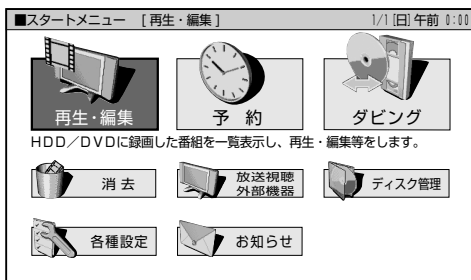 ■スタートメニュー [再生・編集] 1/1[日]午前 0:00
再生・編集 予 約 ダビング
HDD/DVDに録画した番組を一覧表示し、再生・編集等をします。
消 去 放送視聴 外部機器 ディスク管理
各種設定 お知らせ